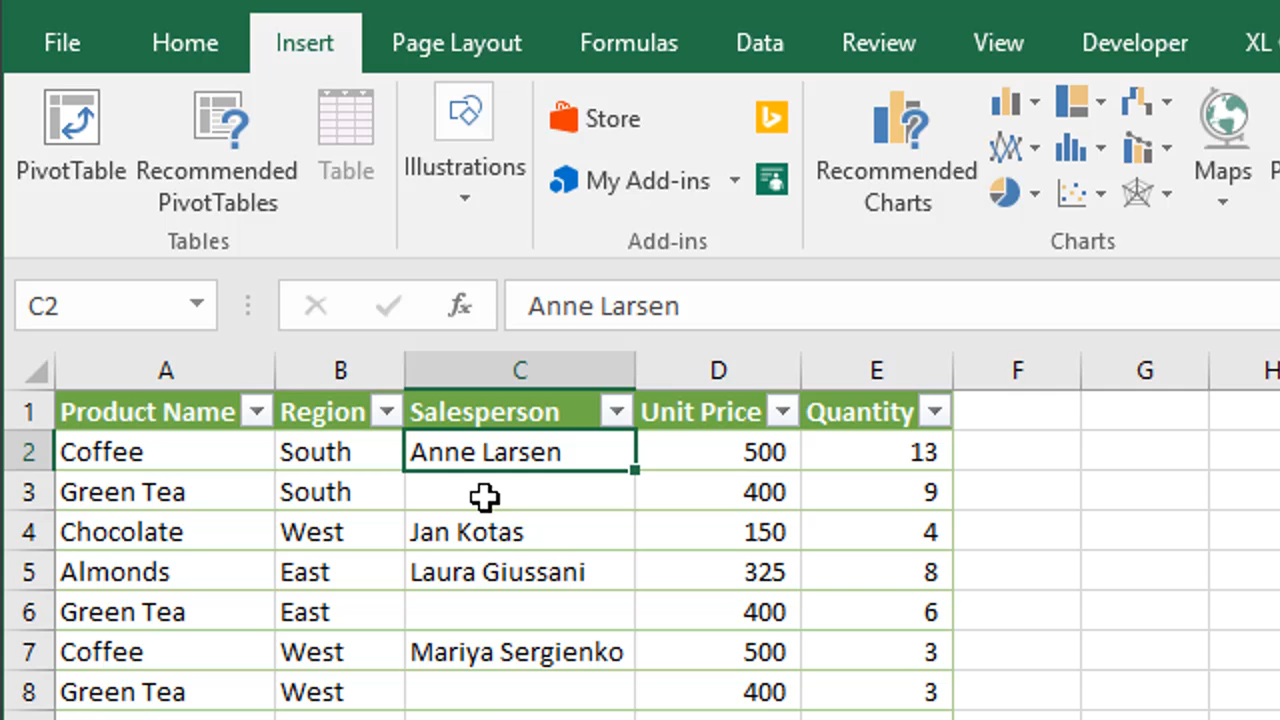 File Home Insert Page Layout Formulas Data Review View Developer XL
PivotTable Recommended PivotTables Table Illustrations Store My Add-ins Recommended Charts Maps
Tables Add-ins Charts
C2 fx Anne Larsen
A B C D E F G H
1 Product Name Region Salesperson Unit Price Quantity
2 Coffee South Anne Larsen 500 13
3 Green Tea South 400 9
4 Chocolate West Jan Kotas 150 4
5 Almonds East Laura Giussani 325 8
6 Green Tea East 400 6
7 Coffee West Mariya Sergienko 500 3
8 Green Tea West 400 3